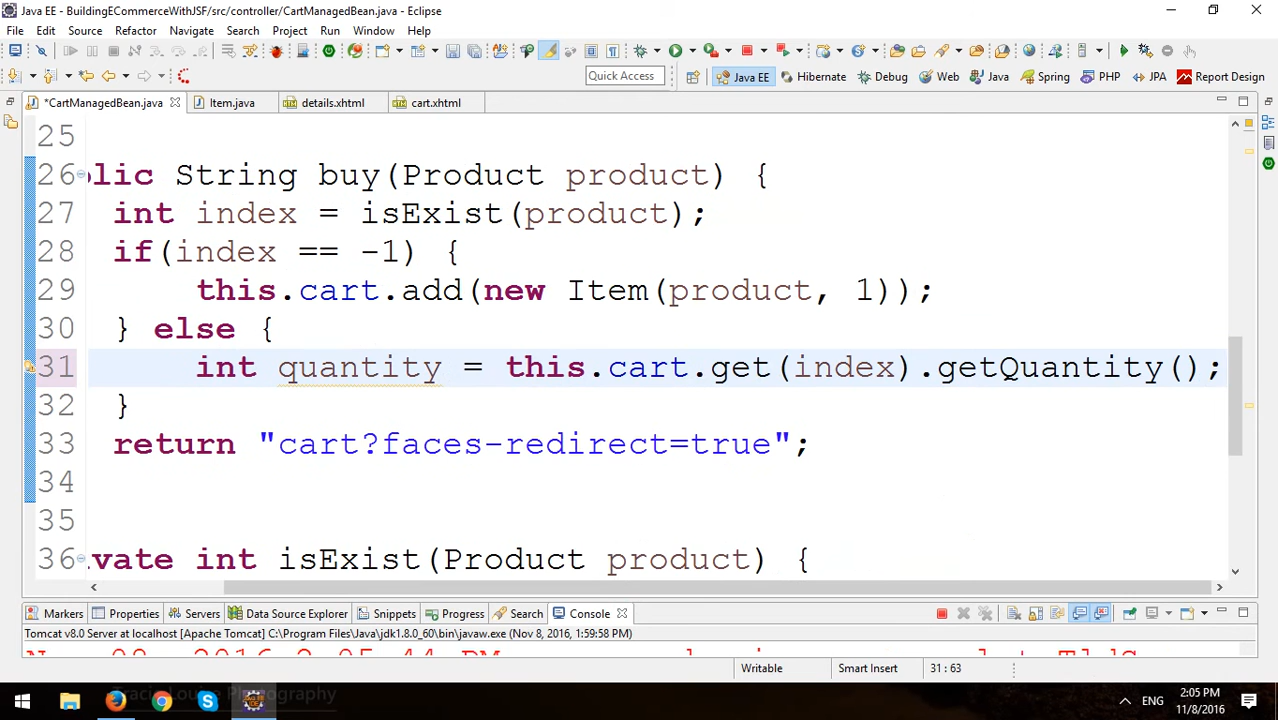 Java EE - BuildingECommerceWithJSF/src/controller/CartManagedBean.java - Eclipse
File Edit Source Refactor Navigate Search Project Run Window Help
Quick Access
Java EE Hibernate Debug Web Java Spring PHP JPA Report Design
*CartManagedBean.java Item.java details.xhtml cart.xhtml
25
26 blic String buy(Product product) {
27 int index = isExist(product);
28 if(index == -1) {
29 this.cart.add(new Item(product, 1));
30 } else {
31 int quantity = this.cart.get(index).getQuantity();
32 }
33 return "cart?faces-redirect=true";
34
35
36 ivate int isExist(Product product) {
Markers Properties Servers Data Source Explorer Snippets Progress Search Console
Tomcat v8.0 Server at localhost [Apache Tomcat] C:\Program Files\Java\jdk1.8.0_60\bin\javaw.exe (Nov 8, 2016, 1:59:58 PM)
Writable Smart Insert 31 : 63
ENG 2:05 PM
11/8/2016